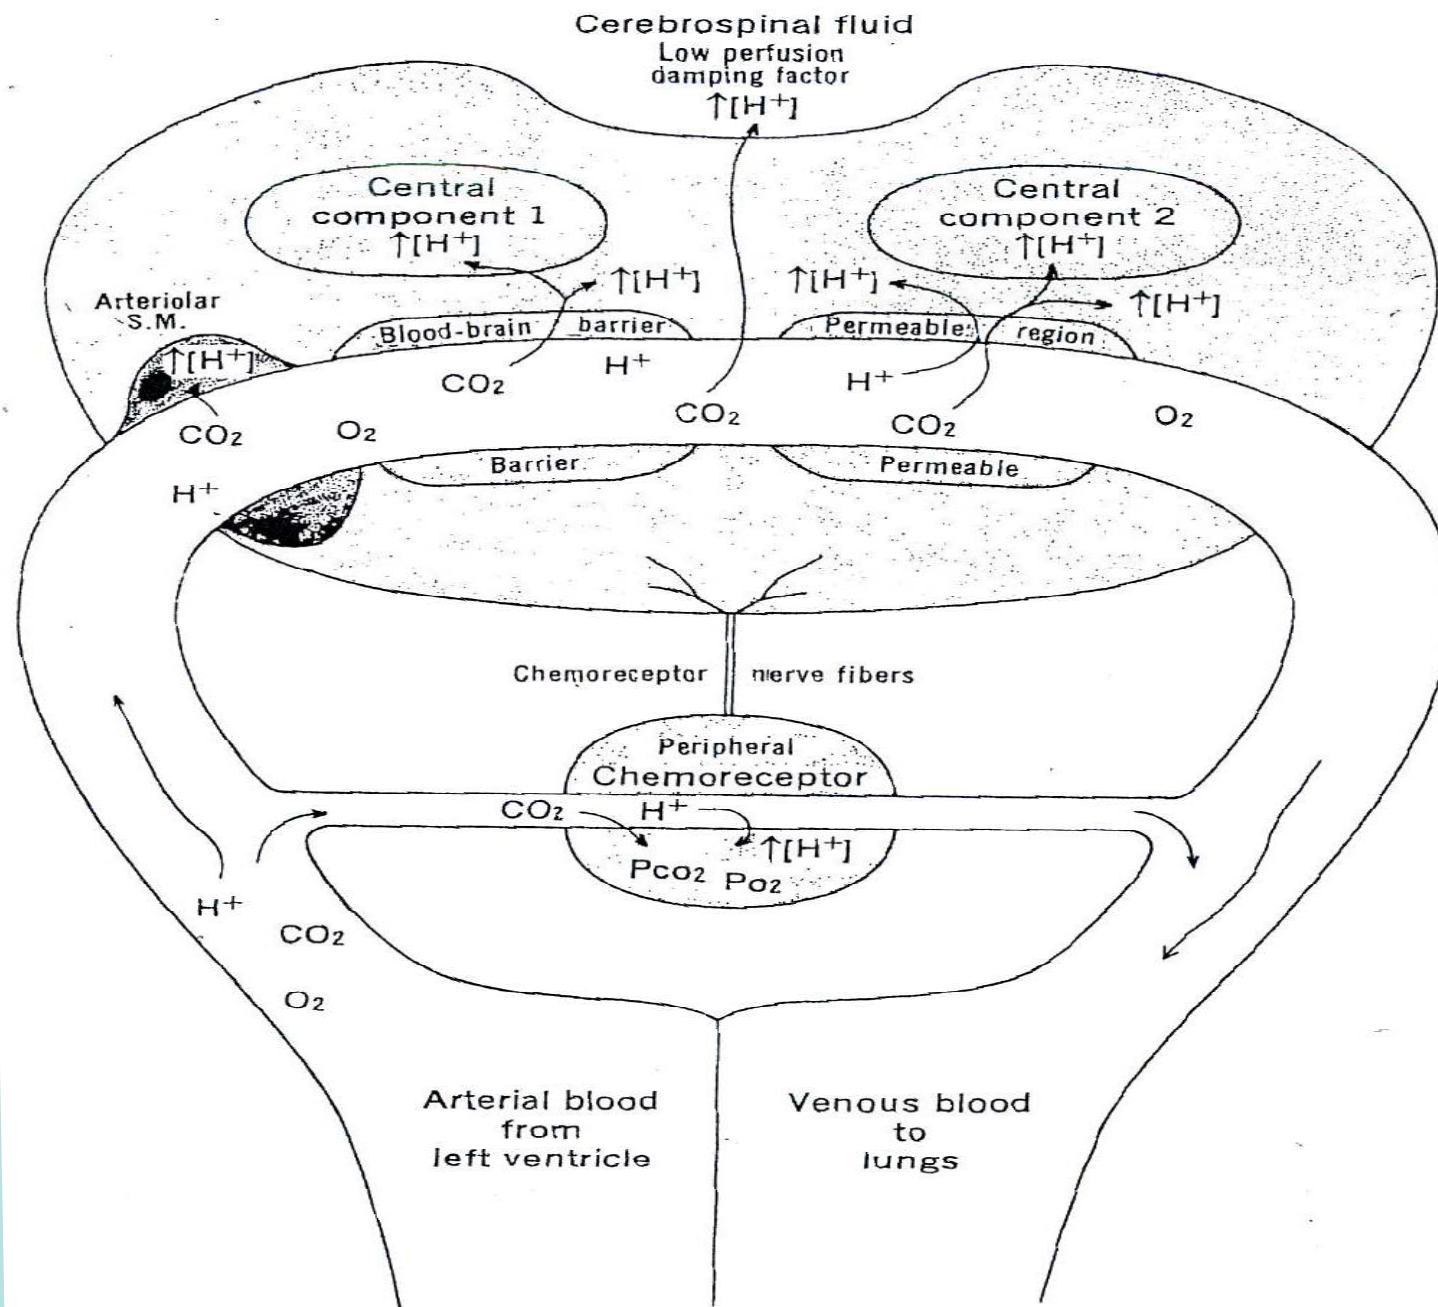 Cerebrospinal fluid
Low perfusion
damping factor
↑[H+]
Central
component 1
↑[H+]
Central
component 2
↑[H+]
↑[H+]
↑[H+]
↑[H+]
Arteriolar
S.M.
↑[H+]
Blood-brain barrier
Permeable region
H+
CO2
H+
CO2
CO2
O2
CO2
O2
H+
Barrier
Permeable
Chemoreceptor nerve fibers
Peripheral
Chemoreceptor
CO2 H+
↑[H+]
PCO2 PO2
H+
CO2
O2
Arterial blood
from
left ventricle
Venous blood
to
lungs